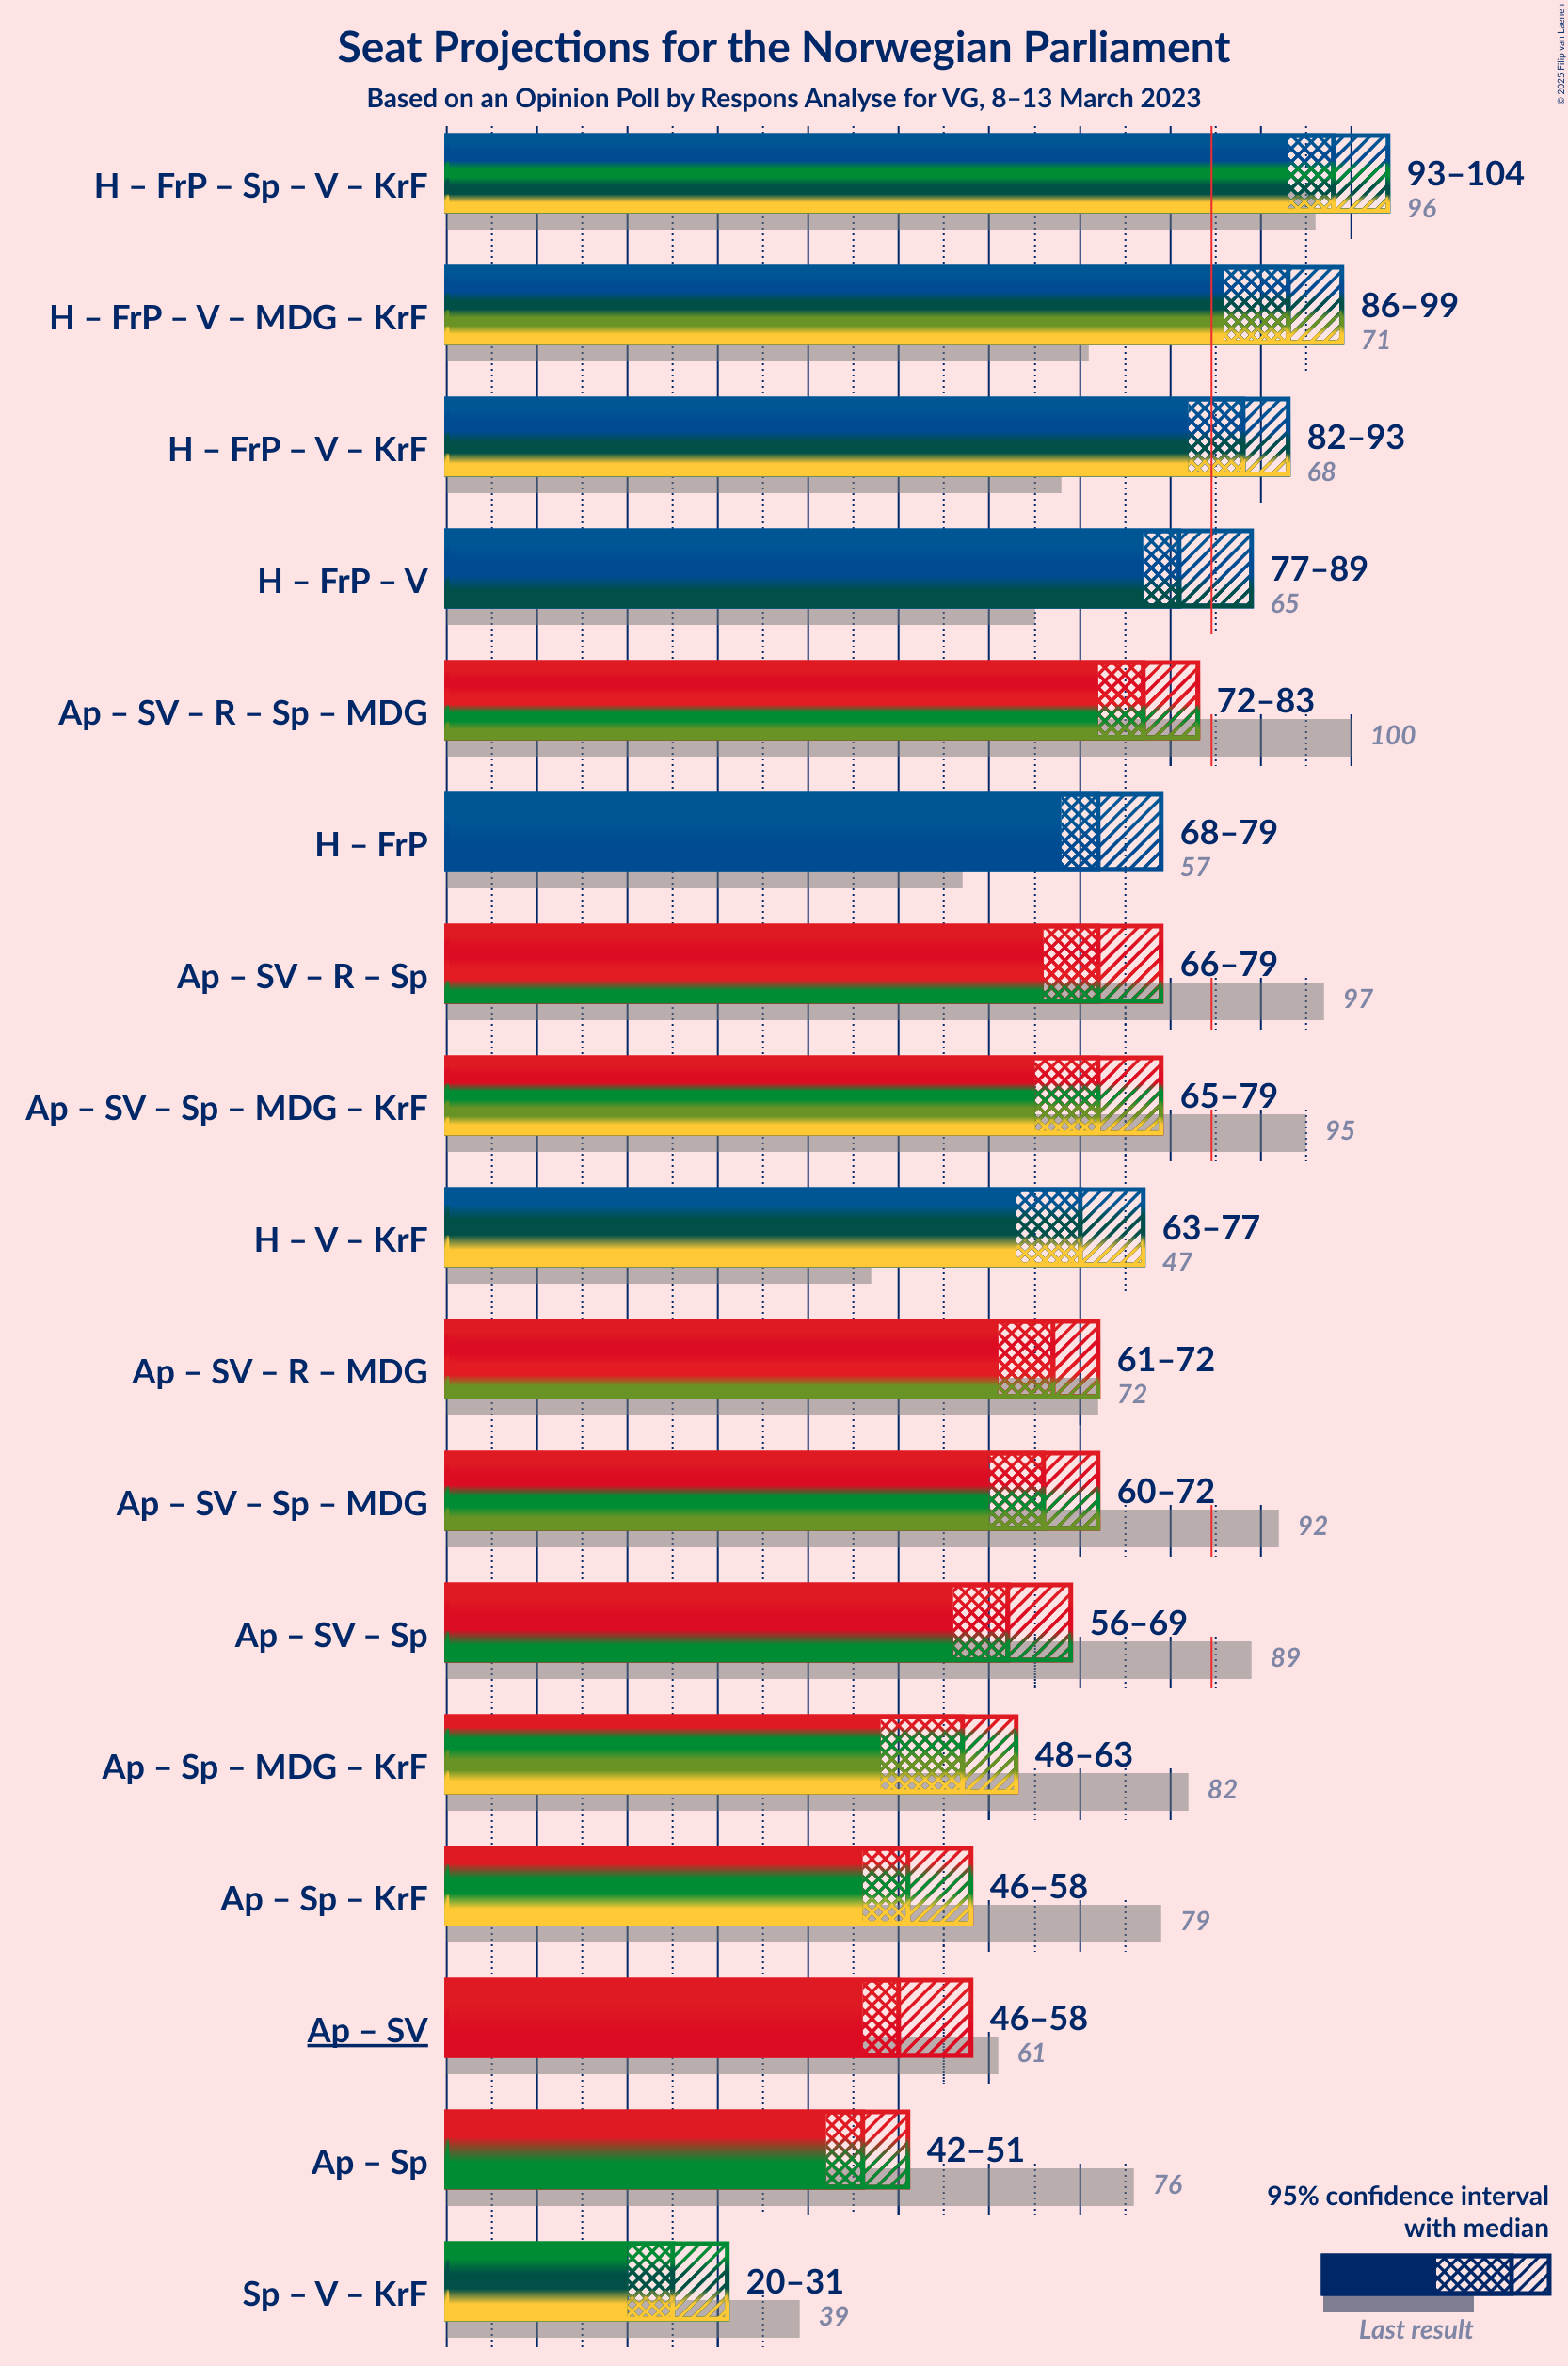 Seat Projections for the Norwegian Parliament
Based on an Opinion Poll by Respons Analyse for VG, 8–13 March 2023
© 2025 Filip van Laenen
H – FrP – Sp – V – KrF
93–104
96
H – FrP – V – MDG – KrF
86–99
71
H – FrP – V – KrF
82–93
68
H – FrP – V
77–89
65
Ap – SV – R – Sp – MDG
72–83
100
H – FrP
68–79
57
Ap – SV – R – Sp
66–79
97
Ap – SV – Sp – MDG – KrF
65–79
95
H – V – KrF
63–77
47
Ap – SV – R – MDG
61–72
72
Ap – SV – Sp – MDG
60–72
92
Ap – SV – Sp
56–69
89
Ap – Sp – MDG – KrF
48–63
82
Ap – Sp – KrF
46–58
79
Ap – SV
46–58
61
Ap – Sp
42–51
76
Sp – V – KrF
20–31
39
95% confidence interval
with median
Last result